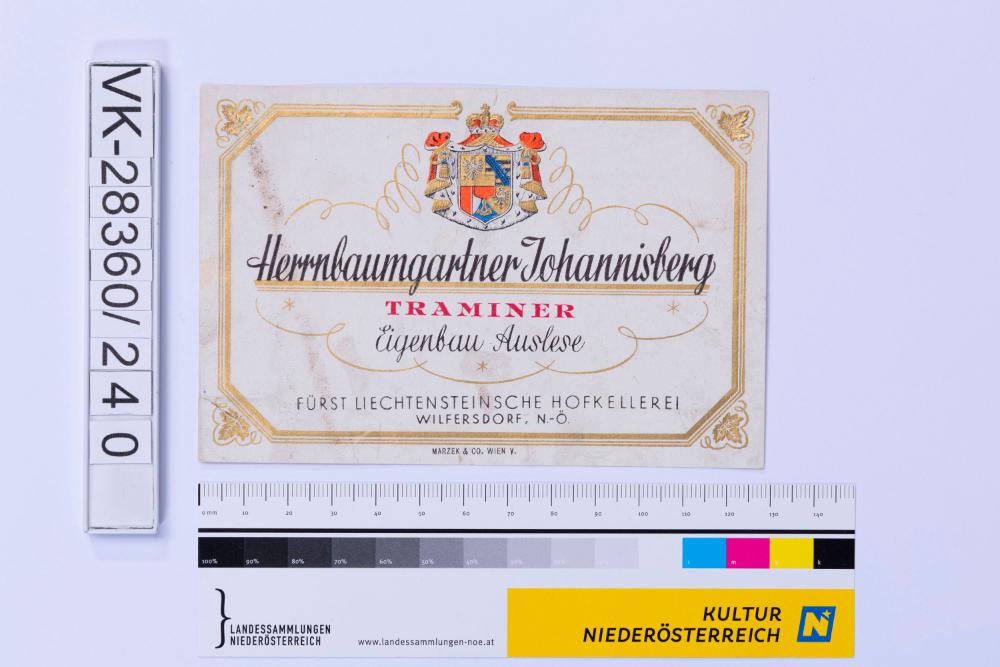 VK-28360/240
Herrnbaumgartner Johannisberg
TRAMINER
Eigenbau Auslese
FÜRST LIECHTENSTEINSCHE HOFKELLEREI
WILFERSDORF, N.-Ö.
MARZEK & CO. WIEN V.
0 mm 10 20 30 40 50 60 70 80 90 100 110 120 130 140
100% 90% 80% 70% 60% 50% 40% m k
LANDESSAMMLUNGEN
NIEDERÖSTERREICH
www.landessammlungen-noe.at
KULTUR
NIEDERÖSTERREICH
N